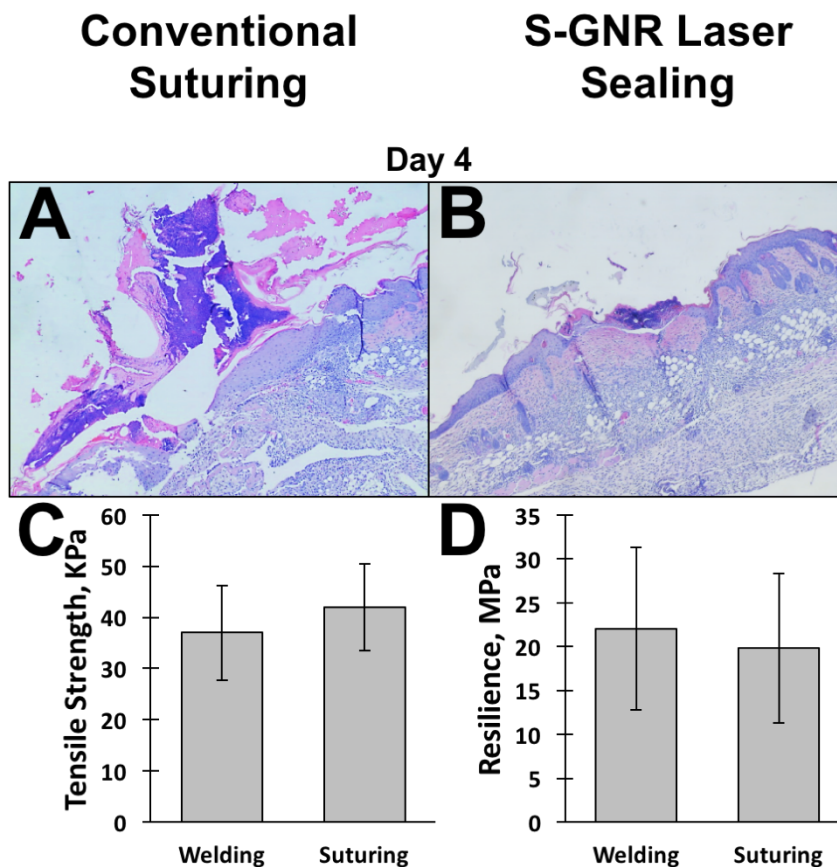 Conventional
Suturing
S-GNR Laser
Sealing
Day 4
A
B
C
Tensile Strength, KPa
60
50
40
30
20
10
0
Welding
Suturing
D
Resilience, MPa
35
30
25
20
15
10
5
0
Welding
Suturing